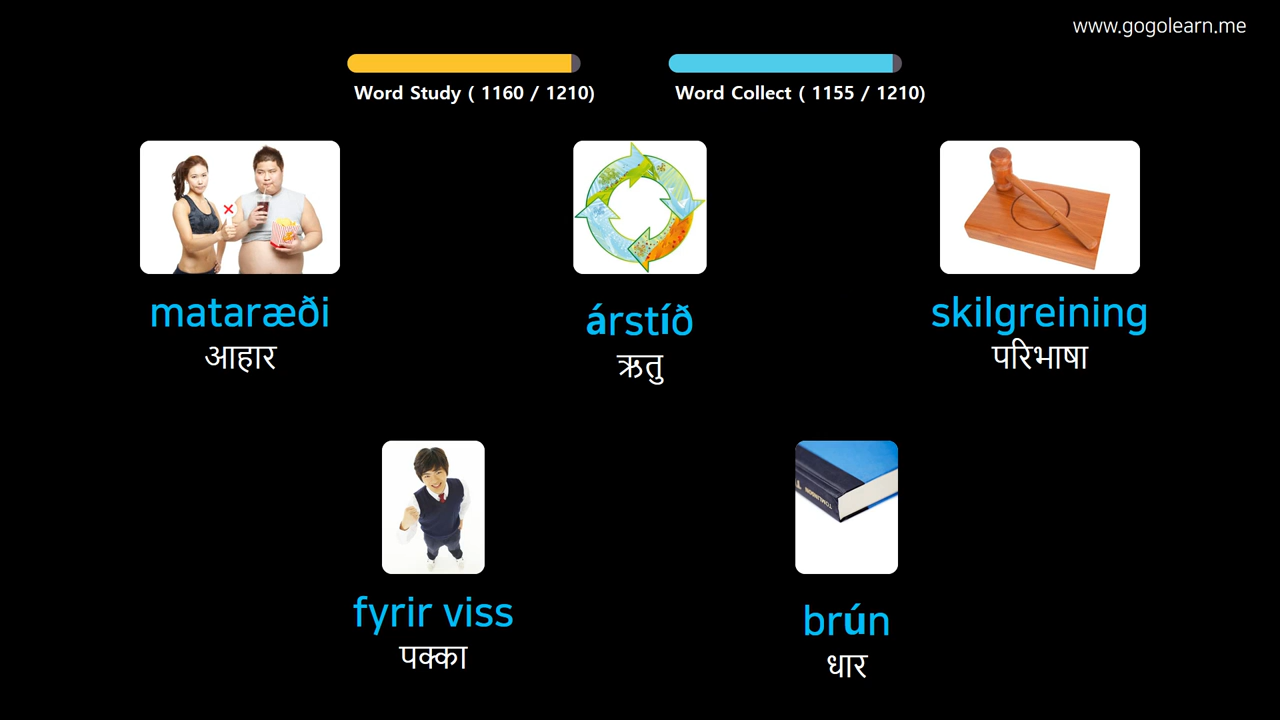 www.gogolearn.me
Word Study ( 1160 / 1210)
Word Collect ( 1155 / 1210)
mataræði
आहार
árstíð
ऋतु
skilgreining
परिभाषा
fyrir viss
पक्का
TOMLINSON
brún
धार